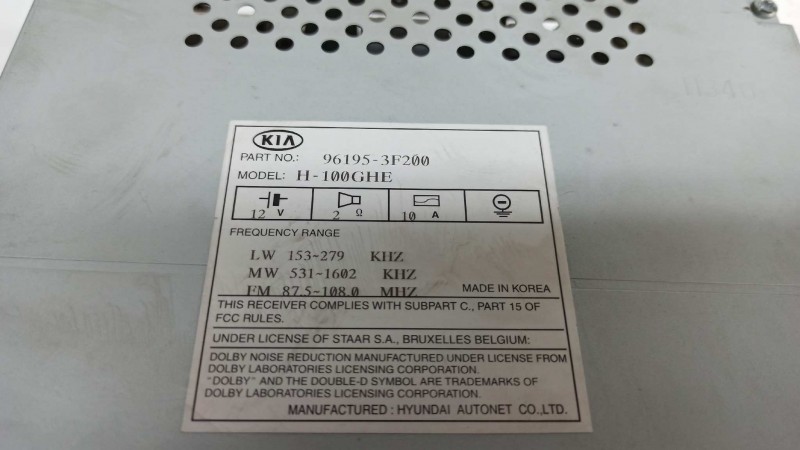 KIA
PART NO.: 96195-3F200
MODEL: H-100GHE
12 V 2 Ω 10 A
FREQUENCY RANGE
LW 153~279 KHZ
MW 531-1602 KHZ
FM 87.5~108.0 MHZ MADE IN KOREA
THIS RECEIVER COMPLIES WITH SUBPART C., PART 15 OF
FCC RULES.
UNDER LICENSE OF STAAR S.A., BRUXELLES BELGIUM:
DOLBY NOISE REDUCTION MANUFACTURED UNDER LICENSE FROM
DOLBY LABORATORIES LICENSING CORPORATION.
"DOLBY" AND THE DOUBLE-D SYMBOL ARE TRADEMARKS OF
DOLBY LABORATORIES LICENSING CORPORATION.
MANUFACTURED : HYUNDAI AUTONET CO.,LTD.